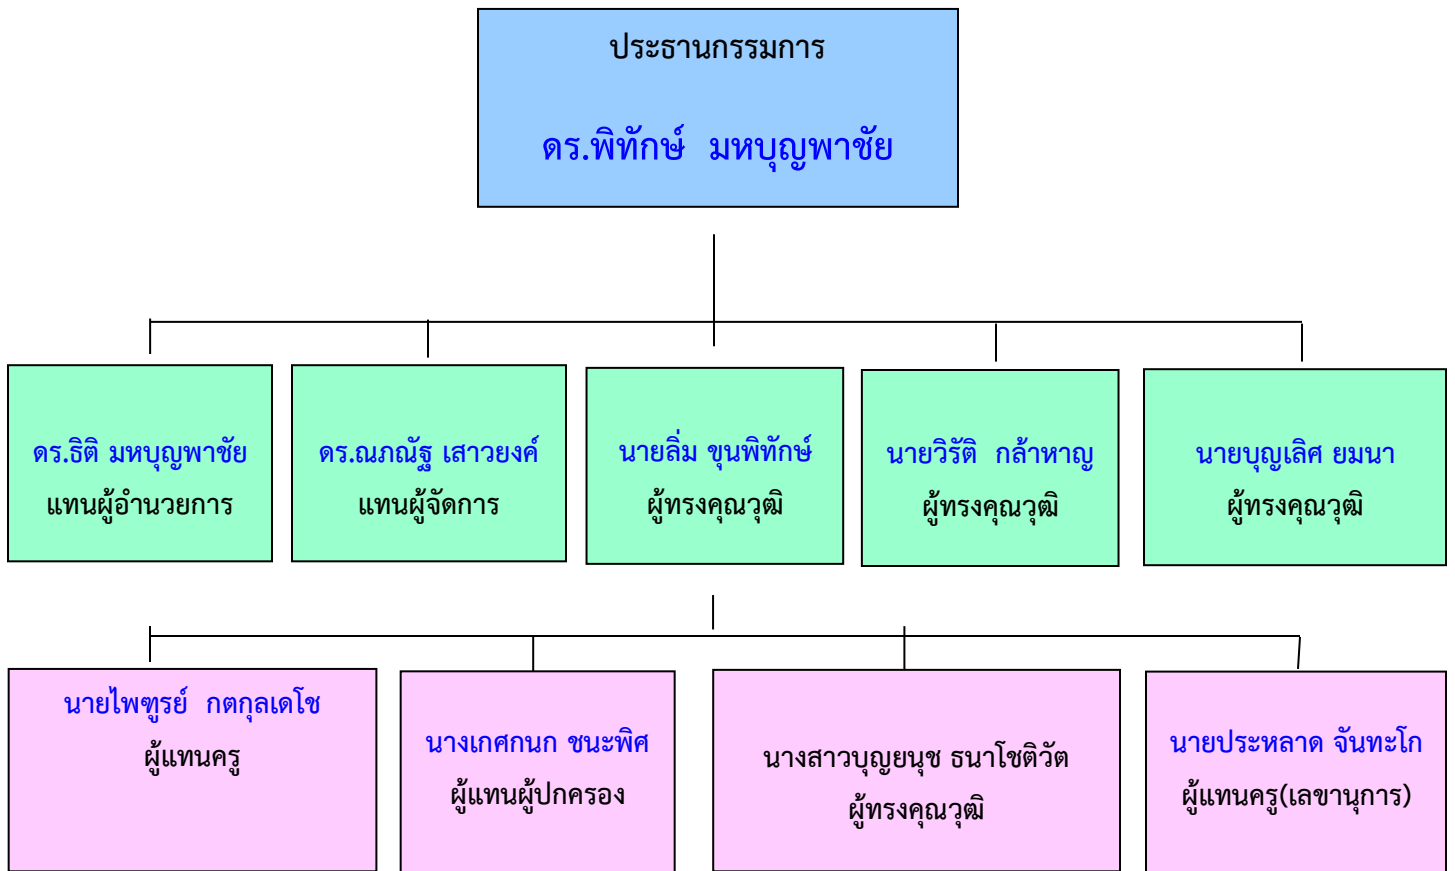 ประธานกรรมการ
ดร.พิทักษ์ มหบุญพาชัย
ดร.ธิติ มหบุญพาชัย
แทนผู้อำนวยการ
ดร.ณภณัฐ เสาวยงค์
แทนผู้จัดการ
นายลิ่ม ขุนพิทักษ์
ผู้ทรงคุณวุฒิ
นายวิรัติ กล้าหาญ
ผู้ทรงคุณวุฒิ
นายบุญเลิศ ยมนา
ผู้ทรงคุณวุฒิ
นายไพฑูรย์ กตกุลเดโช
ผู้แทนครู
นางเกศกนก ชนะพิศ
ผู้แทนผู้ปกครอง
นางสาวบุญยนุช ธนาโชติวัต
ผู้ทรงคุณวุฒิ
นายประหลาด จันทะโก
ผู้แทนครู(เลขานุการ)